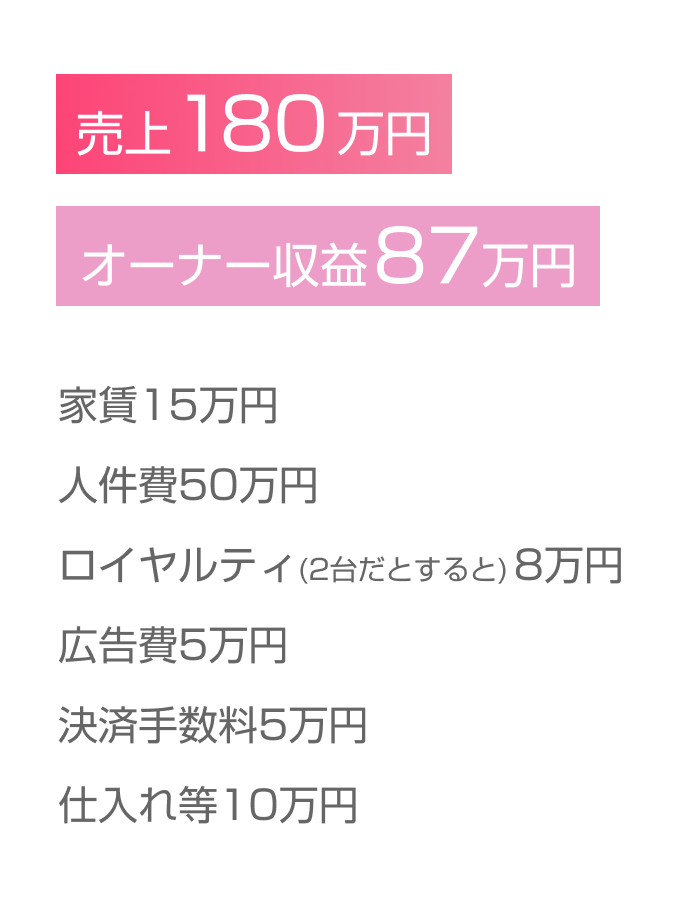 売上180万円
オーナー収益87万円
家賃15万円
人件費50万円
ロイヤルティ(2台だとすると)8万円
広告費5万円
決済手数料5万円
仕入れ等10万円